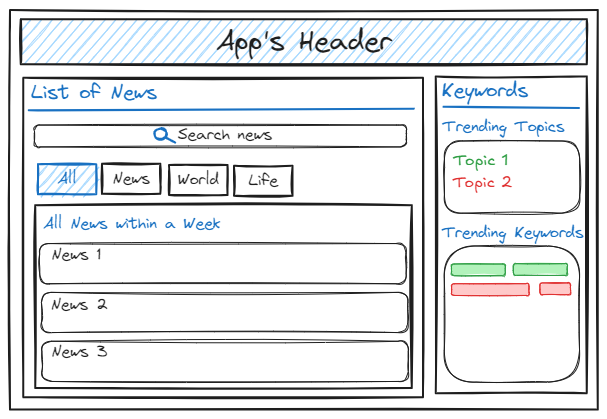 App's Header
List of News
Search news
All
News
World
Life
All News within a Week
News 1
News 2
News 3
Keywords
Trending Topics
Topic 1
Topic 2
Trending Keywords